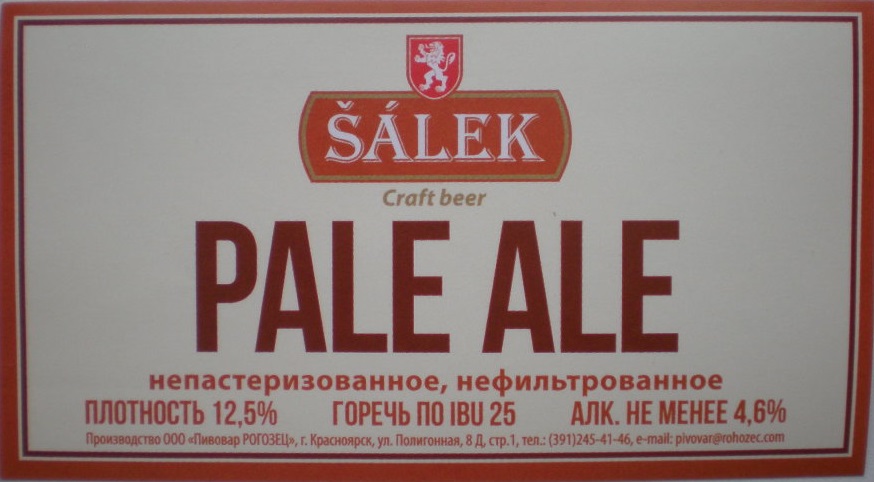 ŠÁLEK
Craft beer
PALE ALE
непастеризованное, нефильтрованное
ПЛОТНОСТЬ 12,5% ГОРЕЧЬ ПО IBU 25 АЛК. НЕ МЕНЕЕ 4,6%
Производство ООО «Пивовар РОГОЗЕЦ», г. Красноярск, ул. Полигонная, 8 Д, стр.1, тел.: (391)245-41-46, e-mail: pivovar@rohozec.com